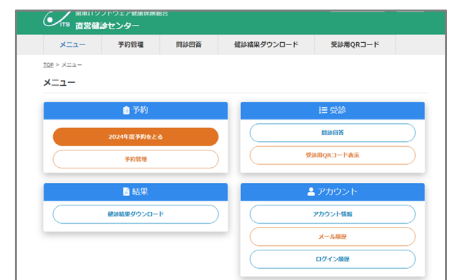 関東ITソフトウェア健康保険組合
ITS 直営健診センター
メニュー 予約管理 問診回答 健診結果ダウンロード 受診用QRコード
TOP > メニュー
メニュー
予約
2024年度予約をとる
予約管理
受診
問診回答
受診用QRコード表示
結果
健診結果ダウンロード
アカウント
アカウント情報
メール履歴
ログイン履歴